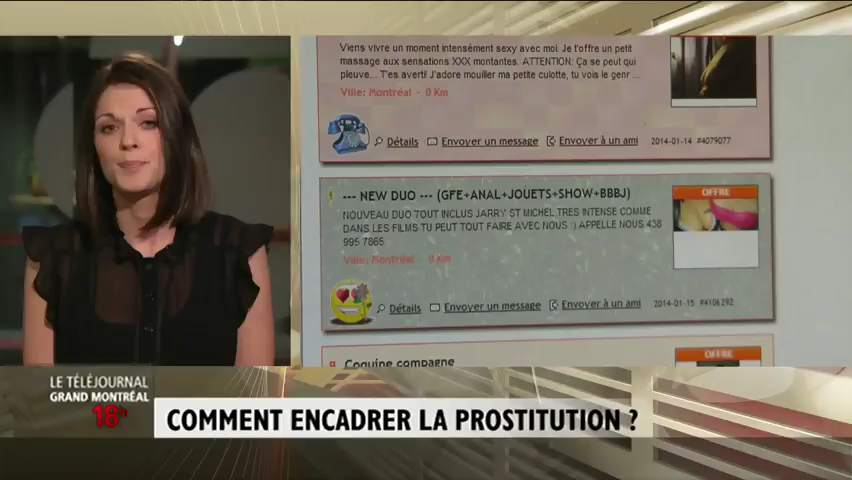 Viens vivre un moment intensément sexy avec moi. Je t'offre un petit
massage aux sensations XXX montantes. ATTENTION: Ça se peut qui
pleuve... T'es averti! J'adore mouiller ma petite culotte, tu vois le genr ...
Ville: Montréal - 0 Km
Détails Envoyer un message Envoyer à un ami 2014-01-14 #4079077
--- NEW DUO --- (GFE+ANAL+JOUETS+SHOW+BBBJ)
OFFRE
NOUVEAU DUO TOUT INCLUS JARRY ST MICHEL TRES INTENSE COMME
DANS LES FILMS TU PEUT TOUT FAIRE AVEC NOUS :) APPELLE NOUS 438
995 7865
Ville: Montréal - 0 Km
Détails Envoyer un message Envoyer à un ami 2014-01-15 #4106292
OFFRE
Coquine compagne
LE TÉLÉJOURNAL
GRAND MONTRÉAL
18h
COMMENT ENCADRER LA PROSTITUTION ?